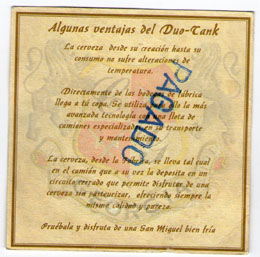 Algunas ventajas del Duo-Tank
La cerveza desde su creación hasta su
consumo no sufre alteraciones de
temperatura.
Directamente de las bodegas de fábrica
llega a tu copa. Se utiliza para ello la más
avanzada tecnología con una flota de
camiones especializados en su transporte
y mantenimiento.
La cerveza, desde la fábrica, se lleva tal cual
en el camión que a su vez la deposita en un
circuito cerrado que permite disfrutar de una
cerveza sin pasteurizar, ofreciendo siempre la
misma calidad y pureza.
Pruébala y disfruta de una San Miguel bien fría
PAGADO